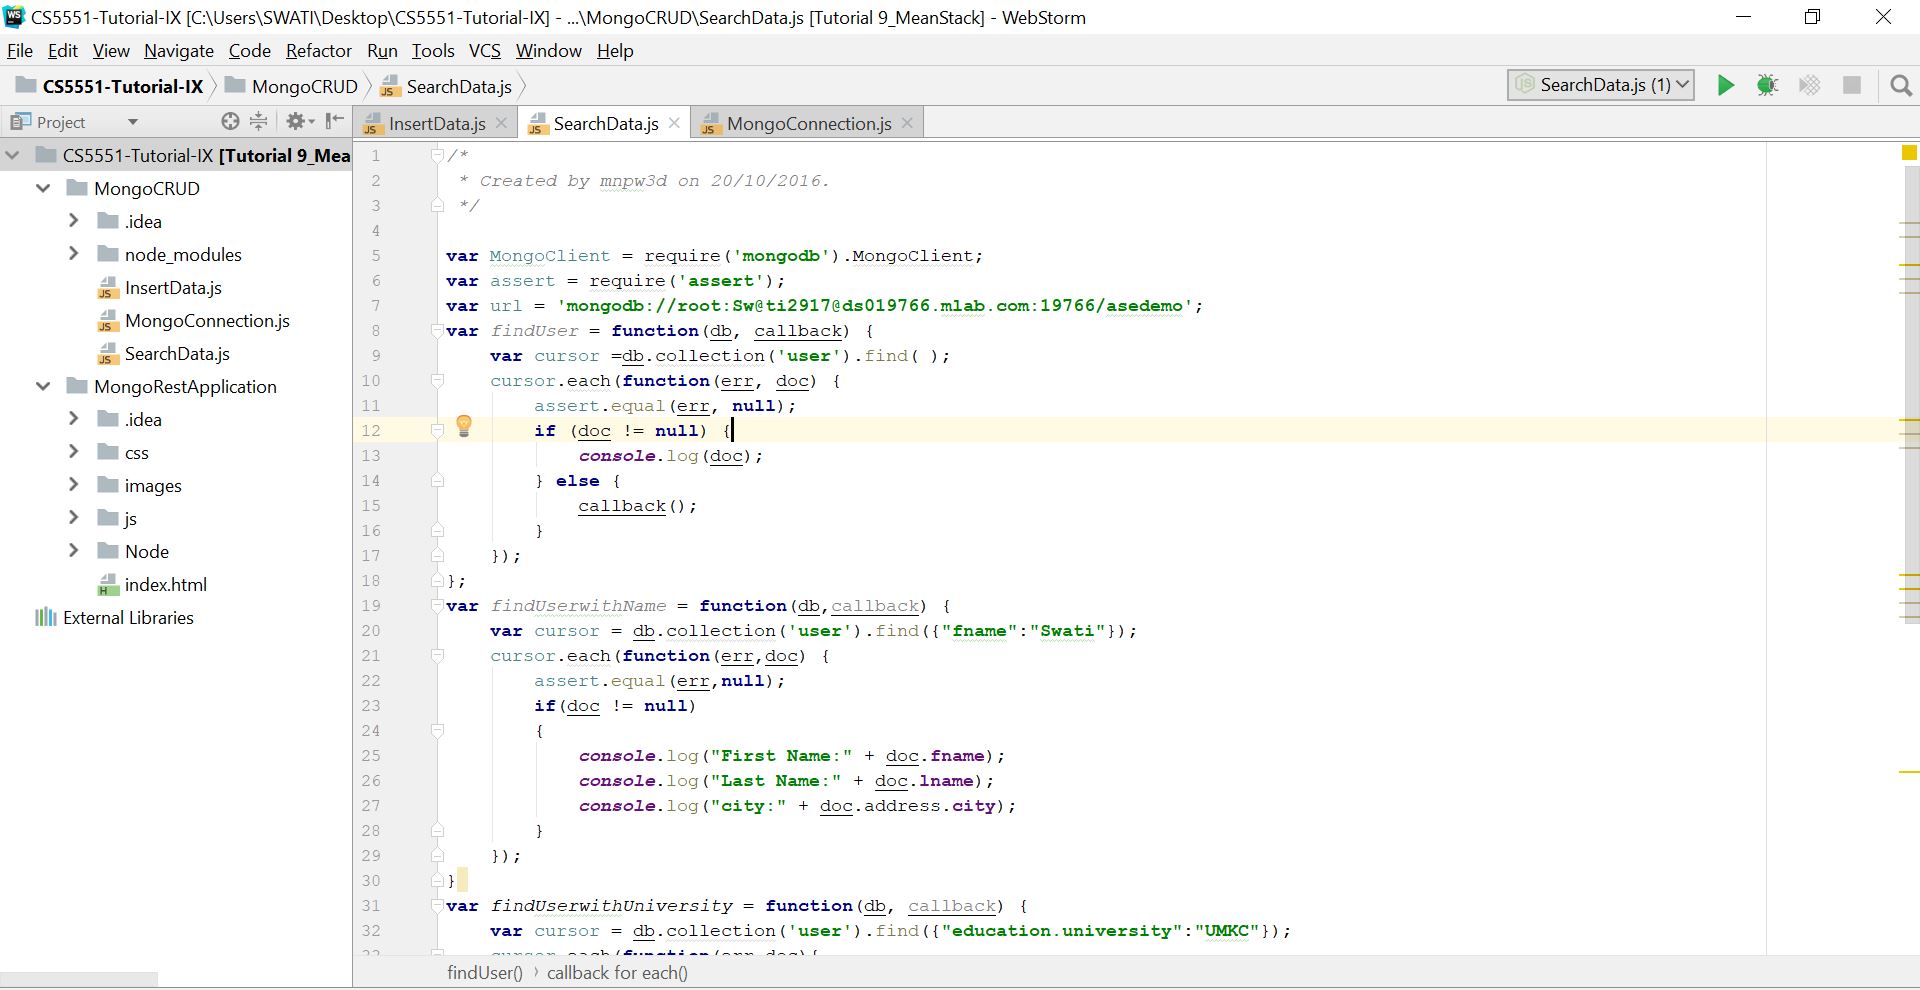 CS5551-Tutorial-IX [C:\Users\SWATI\Desktop\CS5551-Tutorial-IX] - ...\MongoCRUD\SearchData.js [Tutorial 9_MeanStack] - WebStorm
File Edit View Navigate Code Refactor Run Tools VCS Window Help
CS5551-Tutorial-IX MongoCRUD SearchData.js SearchData.js (1)
Project InsertData.js SearchData.js MongoConnection.js
CS5551-Tutorial-IX [Tutorial 9_Mea
MongoCRUD
.idea
node_modules
InsertData.js
MongoConnection.js
SearchData.js
MongoRestApplication
.idea
css
images
js
Node
index.html
External Libraries
1 /*
2 * Created by mnpw3d on 20/10/2016.
3 */
4
5 var MongoClient = require('mongodb').MongoClient;
6 var assert = require('assert');
7 var url = 'mongodb://root:Sw@ti2917@ds019766.mlab.com:19766/asedemo';
8 var findUser = function(db, callback) {
9 var cursor =db.collection('user').find( );
10 cursor.each(function(err, doc) {
11 assert.equal(err, null);
12 if (doc != null) {
13 console.log(doc);
14 } else {
15 callback();
16 }
17 });
18 };
19 var findUserwithName = function(db,callback) {
20 var cursor = db.collection('user').find({"fname":"Swati"});
21 cursor.each(function(err,doc) {
22 assert.equal(err,null);
23 if(doc != null)
24 {
25 console.log("First Name:" + doc.fname);
26 console.log("Last Name:" + doc.lname);
27 console.log("city:" + doc.address.city);
28 }
29 });
30 }
31 var findUserwithUniversity = function(db, callback) {
32 var cursor = db.collection('user').find({"education.university":"UMKC"});
33 cursor.each(function(err,doc){
findUser() callback for each()